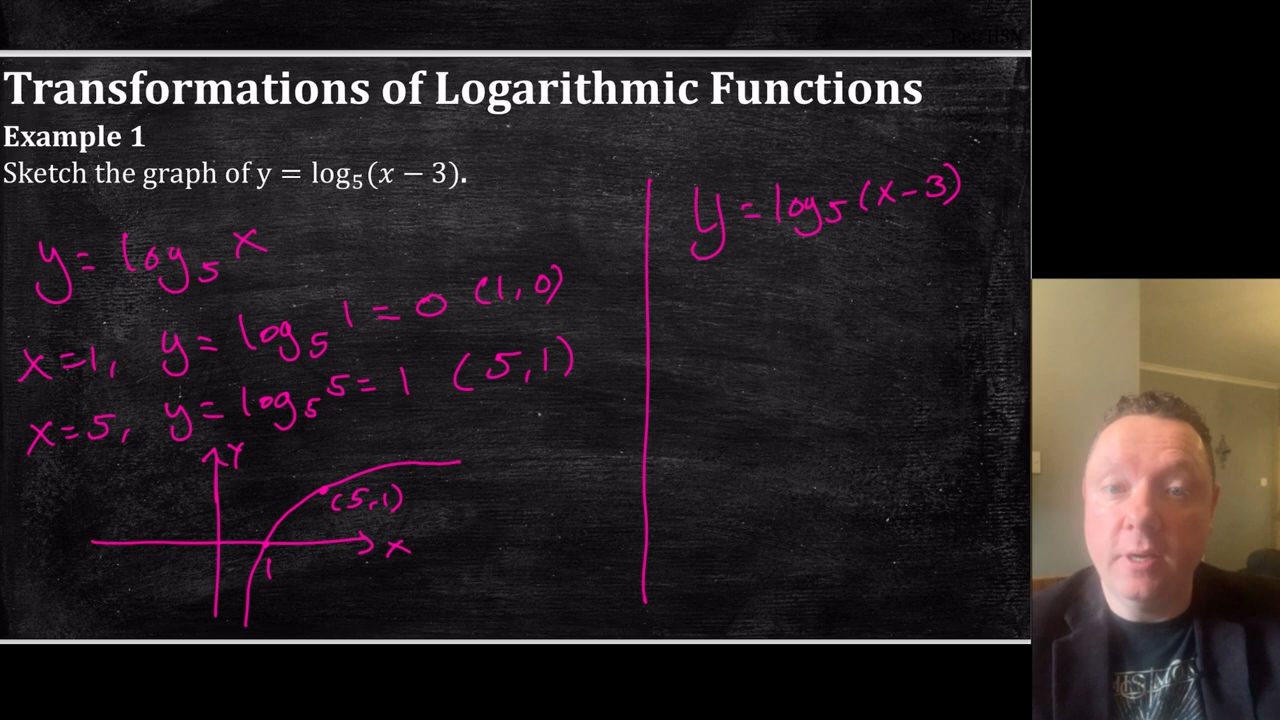 Transformations of Logarithmic Functions
Example 1
Sketch the graph of y = log₅(x − 3).
y = log₅ x
x=1, y = log₅ 1 = 0 (1,0)
x=5, y = log₅ 5 = 1 (5,1)
Y
(5,1)
X
1
y = log₅(x-3)